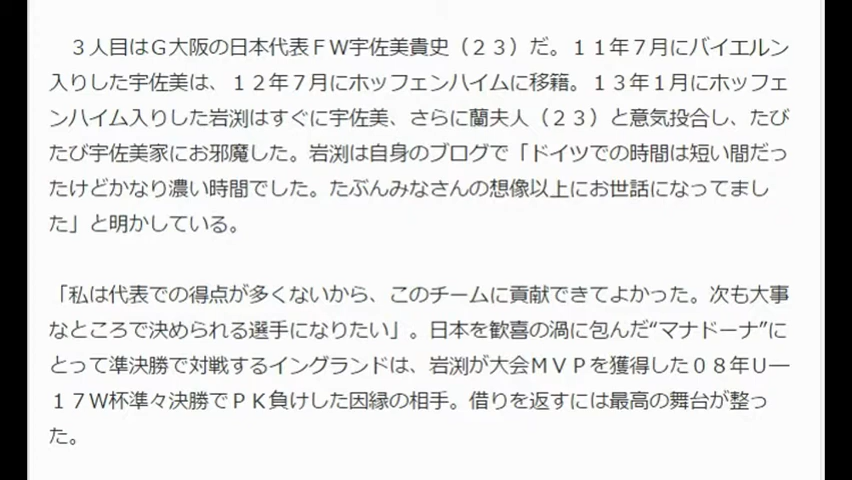 ３人目はＧ大阪の日本代表ＦＷ宇佐美貴史（２３）だ。１１年７月にバイエルン
入りした宇佐美は、１２年７月にホッフェンハイムに移籍。１３年１月にホッフェ
ンハイム入りした岩渕はすぐに宇佐美、さらに蘭夫人（２３）と意気投合し、たび
たび宇佐美家にお邪魔した。岩渕は自身のブログで「ドイツでの時間は短い間だっ
たけどかなり濃い時間でした。たぶんみなさんの想像以上にお世話になってまし
た」と明かしている。
「私は代表での得点が多くないから、このチームに貢献できてよかった。次も大事
なところで決められる選手になりたい」。日本を歓喜の渦に包んだ“マナドーナ”に
とって準決勝で対戦するイングランドは、岩渕が大会ＭＶＰを獲得した０８年Ｕ―
１７Ｗ杯準々決勝でＰＫ負けした因縁の相手。借りを返すには最高の舞台が整っ
た。